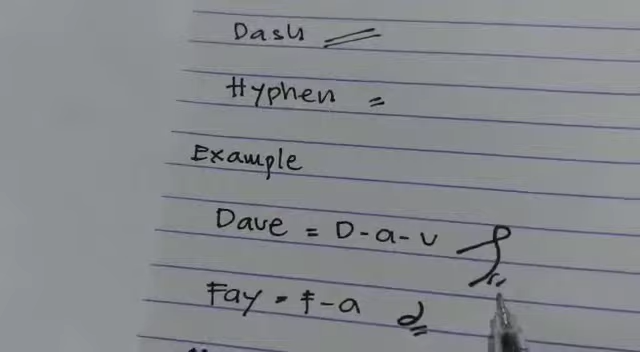 Dash
Hyphen =
Example
Dave = D-a-v
Fay = F-a